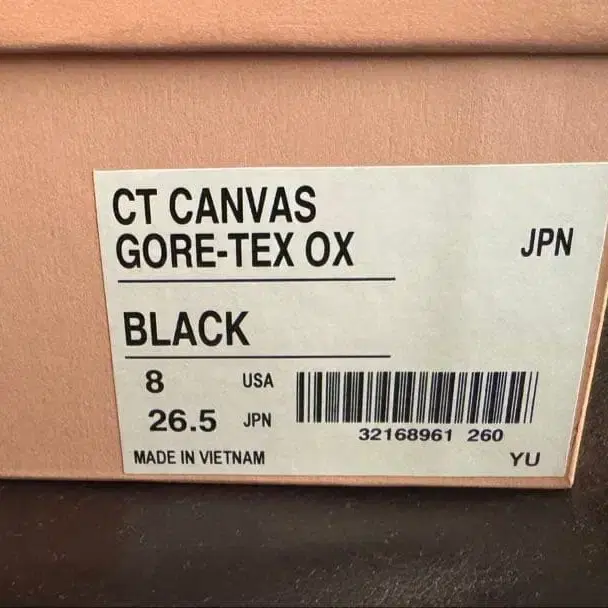 CT CANVAS
GORE-TEX OX
JPN
BLACK
8 USA
26.5 JPN
32168961 260
MADE IN VIETNAM
YU